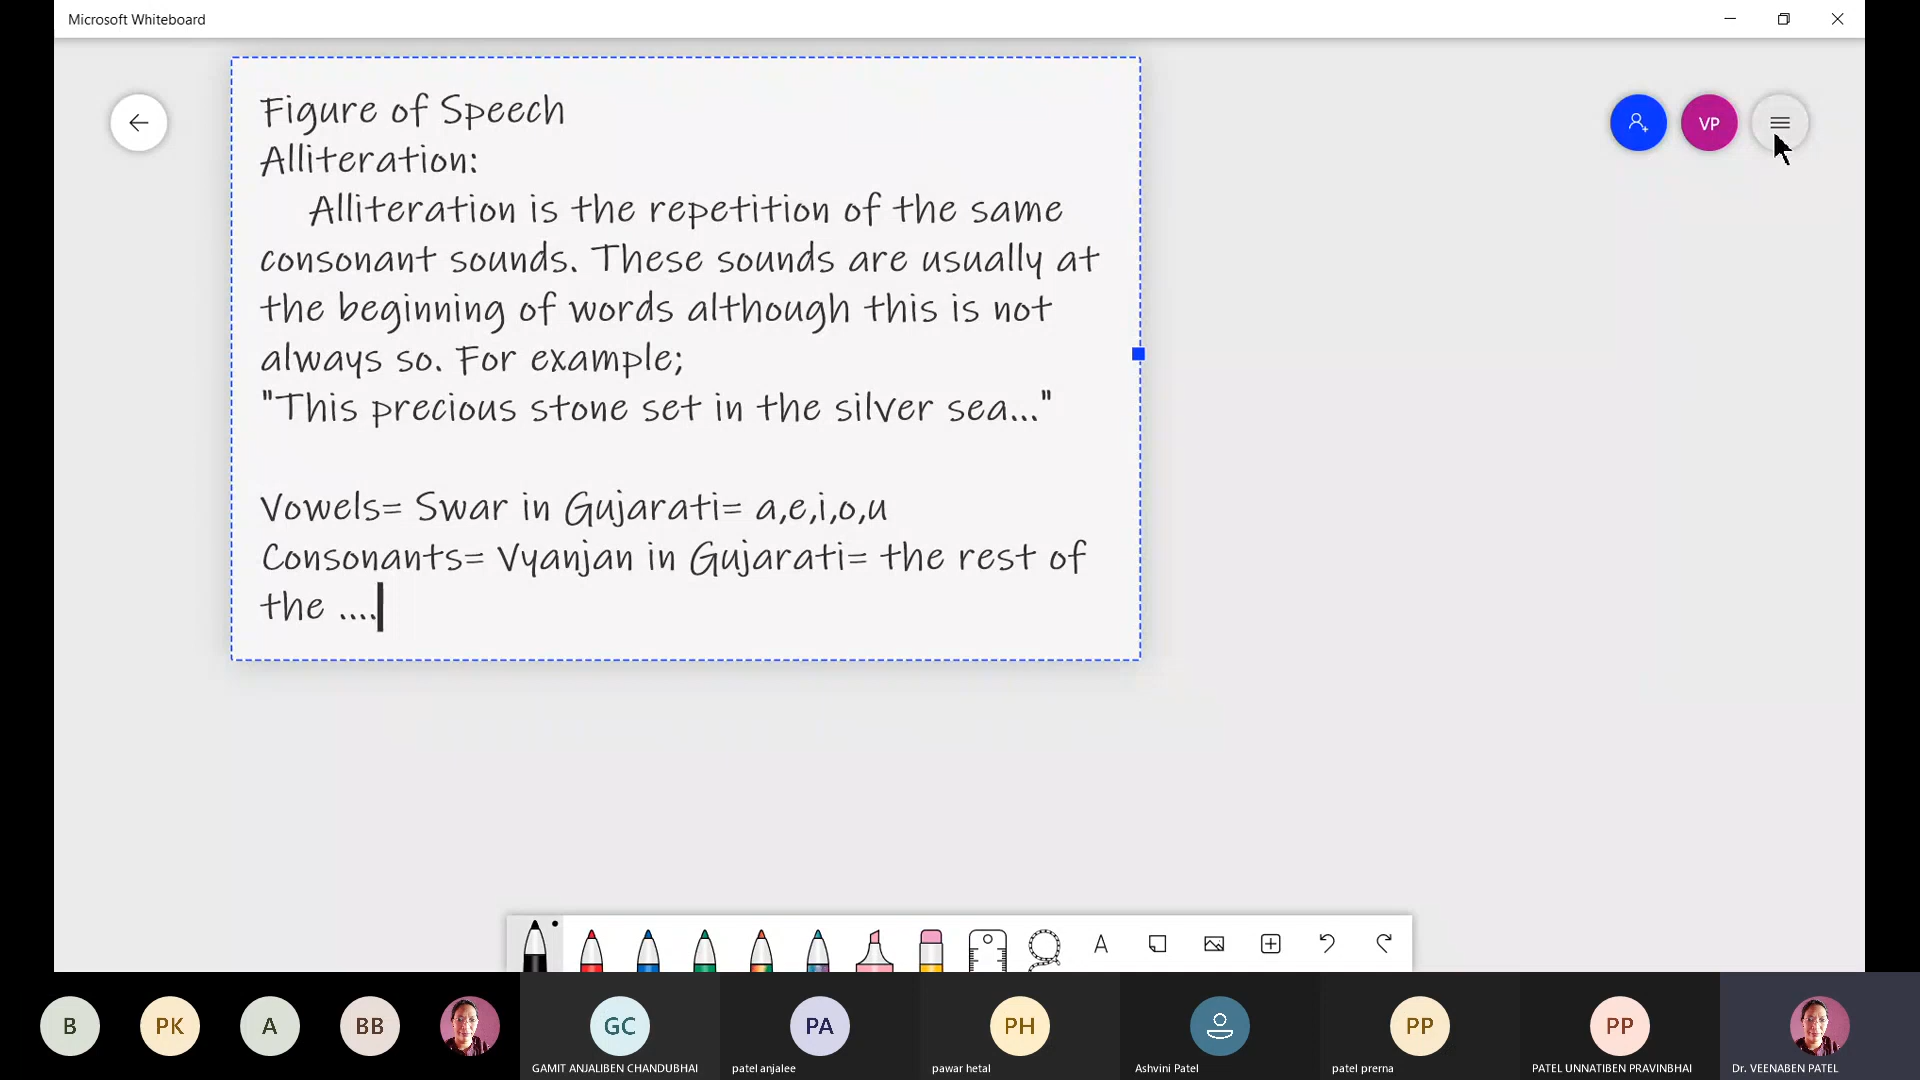 Microsoft Whiteboard
VP
Figure of Speech
Alliteration:
Alliteration is the repetition of the same
consonant sounds. These sounds are usually at
the beginning of words although this is not
always so. For example;
"This precious stone set in the silver sea..."
Vowels= Swar in Gujarati= a,e,i,o,u
Consonants= Vyanjan in Gujarati= the rest of
the ....
A
B
PK
A
BB
GC
PA
PH
PP
PP
GAMIT ANJALIBEN CHANDUBHAI
patel anjalee
pawar hetal
Ashvini Patel
patel prerna
PATEL UNNATIBEN PRAVINBHAI
Dr. VEENABEN PATEL